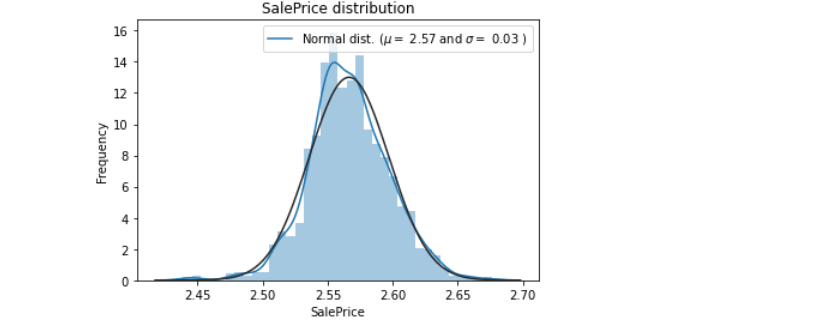 SalePrice distribution
Normal dist. (μ = 2.57 and σ = 0.03 )
16
14
12
10
8
6
4
2
0
Frequency
2.45 2.50 2.55 2.60 2.65 2.70
SalePrice